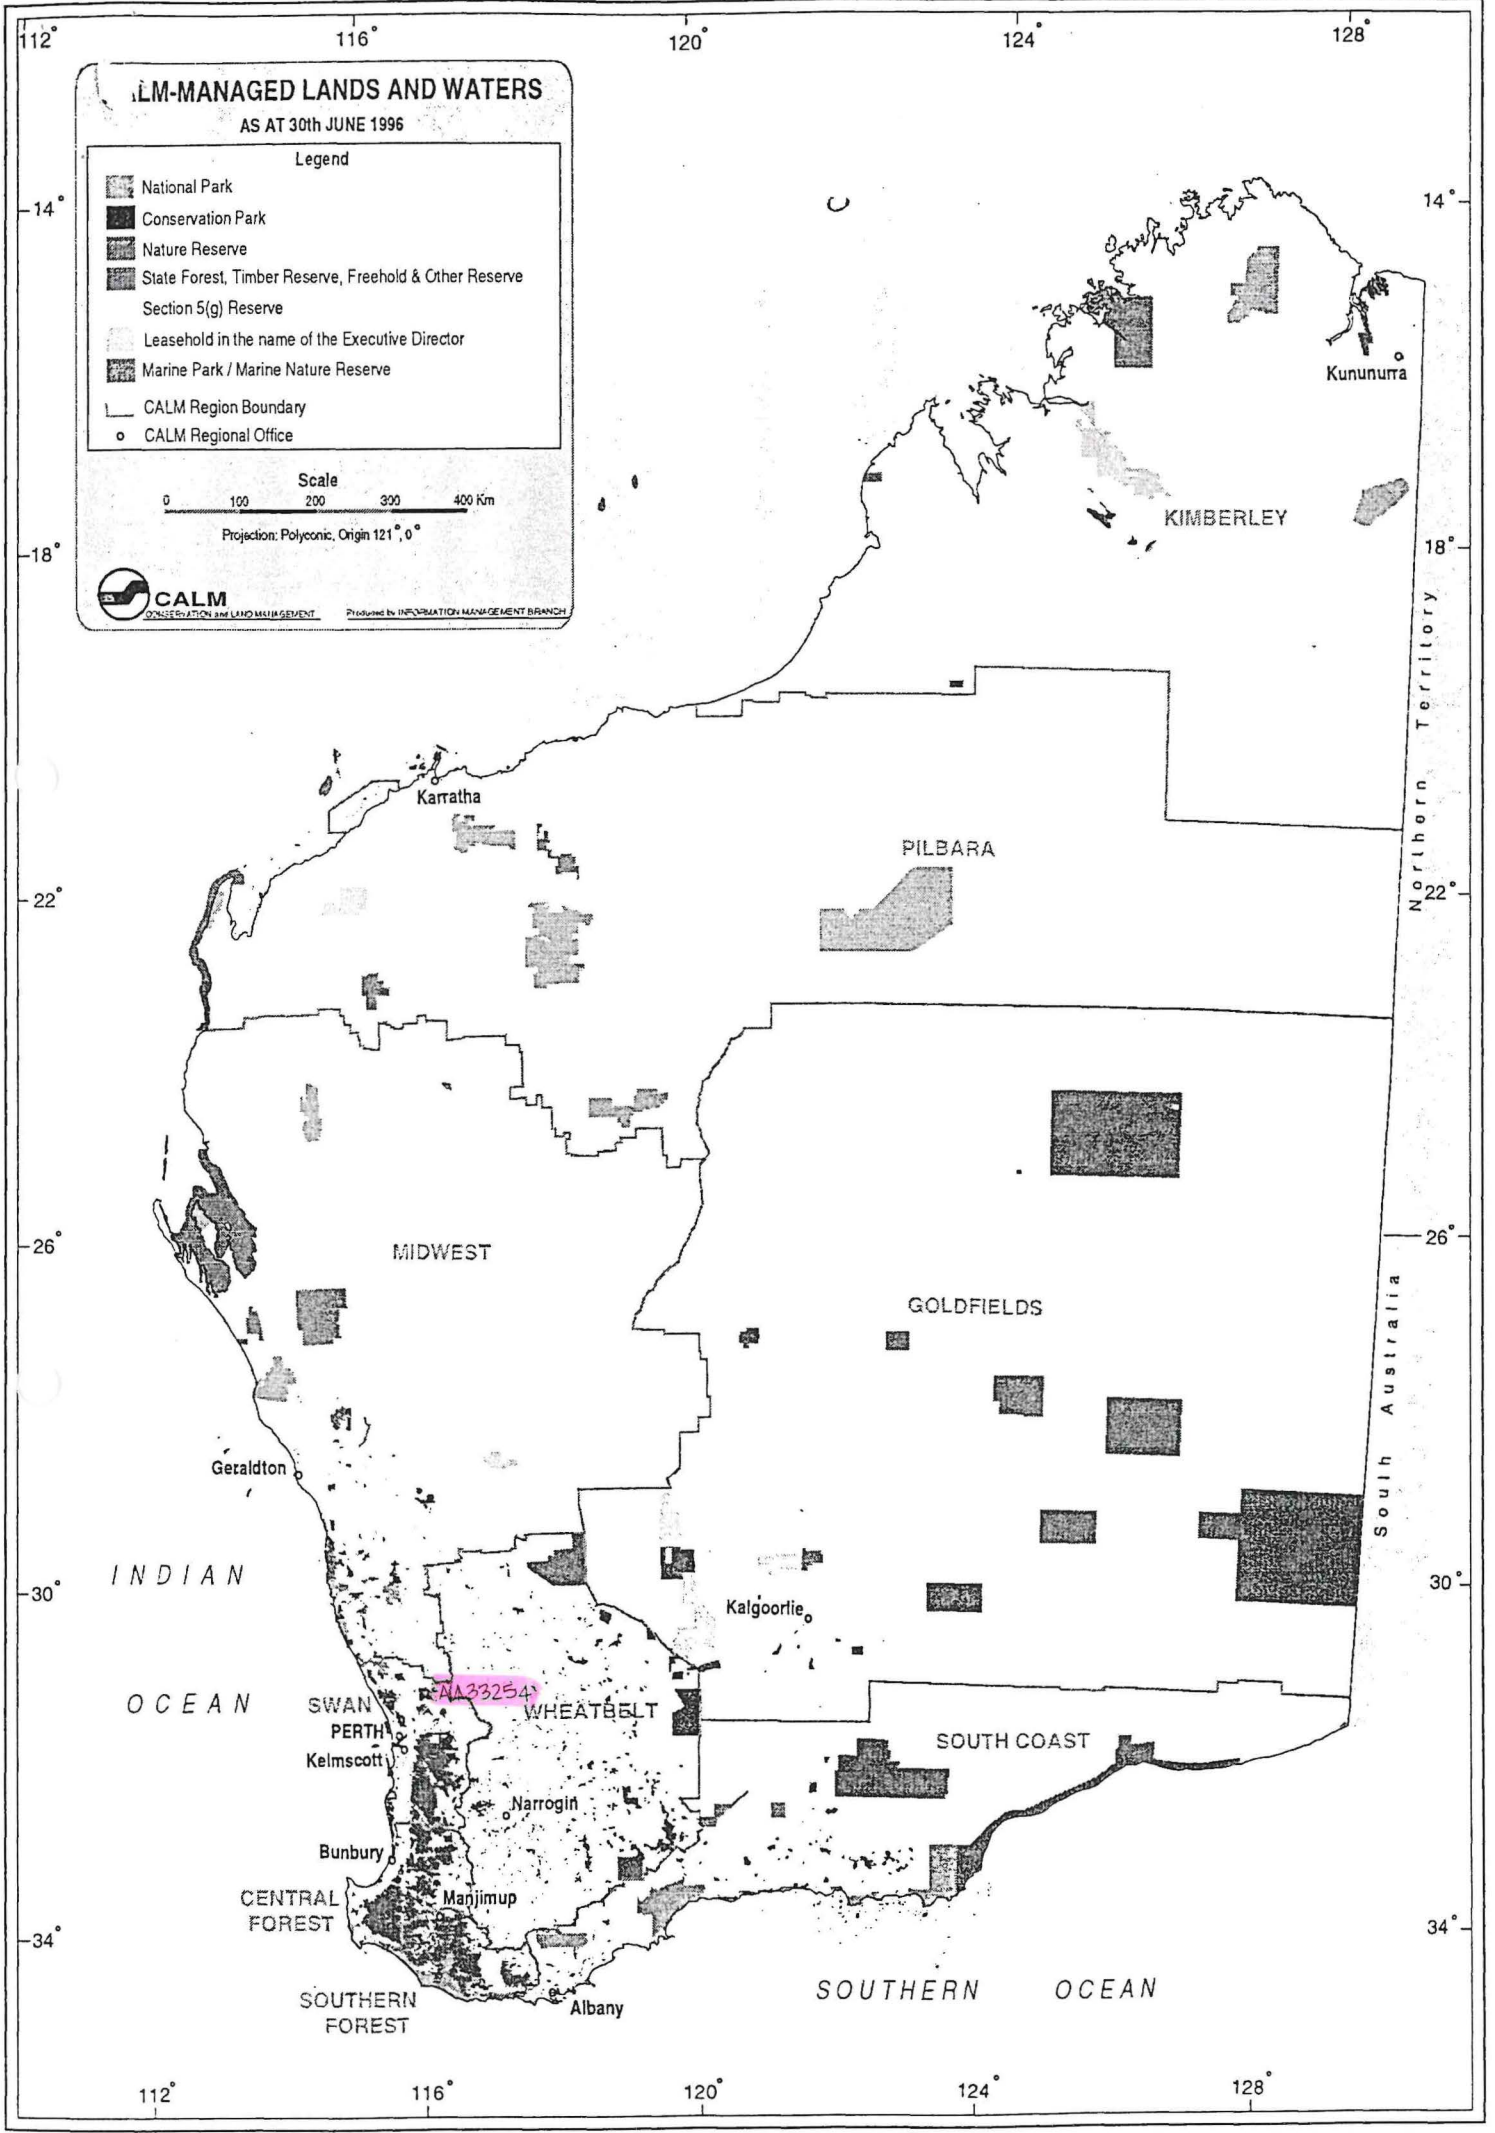 112° 116° 120° 124° 128°
LM-MANAGED LANDS AND WATERS
AS AT 30th JUNE 1996
Legend
National Park
Conservation Park
Nature Reserve
State Forest, Timber Reserve, Freehold & Other Reserve
Section 5(g) Reserve
Leasehold in the name of the Executive Director
Marine Park / Marine Nature Reserve
CALM Region Boundary
CALM Regional Office
Scale
0 100 200 300 400 Km
Projection: Polyconic, Origin 121°, 0°
CALM
CONSERVATION and LAND MANAGEMENT
Produced by INFORMATION MANAGEMENT BRANCH
14° 14°
Kununurra
KIMBERLEY
18° 18°
Northern Territory
Karratha
PILBARA
22° 22°
26° 26°
MIDWEST
GOLDFIELDS
South Australia
Geraldton
INDIAN
30° 30°
Kalgoorlie
OCEAN
SWAN
WHEATBELT
PERTH
SOUTH COAST
Kelmscott
Narrogin
Bunbury
CENTRAL
FOREST
Manjimup
34° 34°
SOUTHERN OCEAN
SOUTHERN
FOREST
Albany
112° 116° 120° 124° 128°